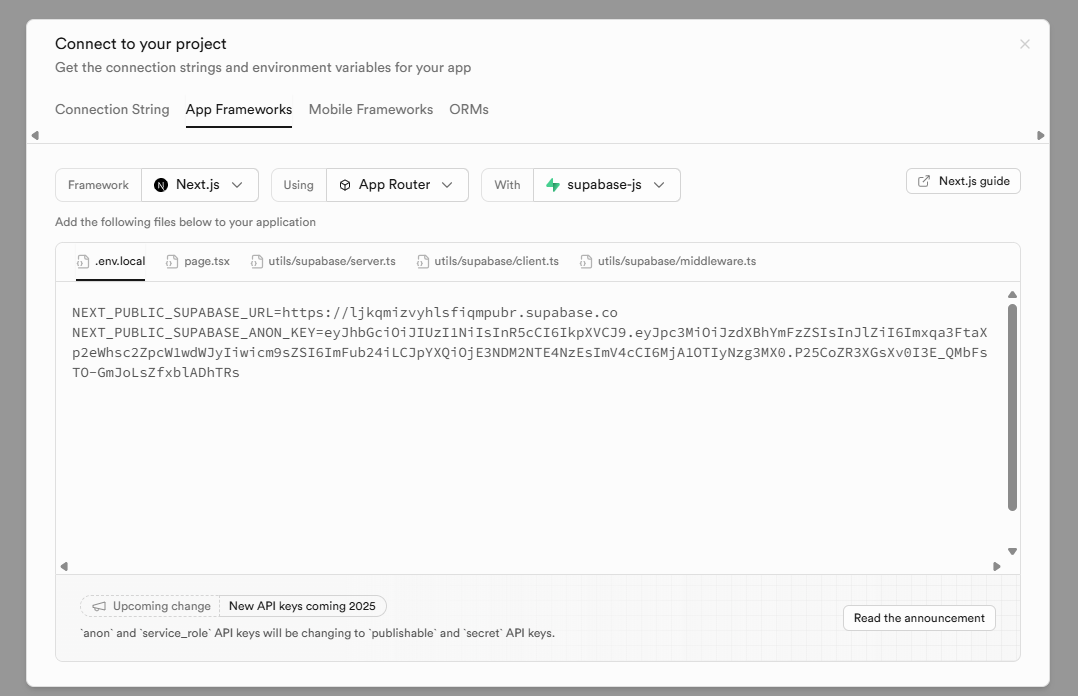 Connect to your project
Get the connection strings and environment variables for your app
Connection String App Frameworks Mobile Frameworks ORMs
Framework Next.js Using App Router With supabase-js Next.js guide
Add the following files below to your application
.env.local page.tsx utils/supabase/server.ts utils/supabase/client.ts utils/supabase/middleware.ts
NEXT_PUBLIC_SUPABASE_URL=https://ljkqmizvyhlsfiqmpubr.supabase.co
NEXT_PUBLIC_SUPABASE_ANON_KEY=eyJhbGciOiJIUzI1NiIsInR5cCI6IkpXVCJ9.eyJpc3MiOiJzdXBhYmFzZSIsInJlZiI6Imxqa3FtaX
p2eWhsc2ZpcW1wdWJyIiwicm9sZSI6ImFub24iLCJpYXQiOjE3NDM2NTE4NzEsImV4cCI6MjA1OTIyNzg3MX0.P25CoZR3XGsXv0I3E_QMbFs
TO-GmJoLsZfxblADhTRs
Upcoming change New API keys coming 2025
`anon` and `service_role` API keys will be changing to `publishable` and `secret` API keys.
Read the announcement